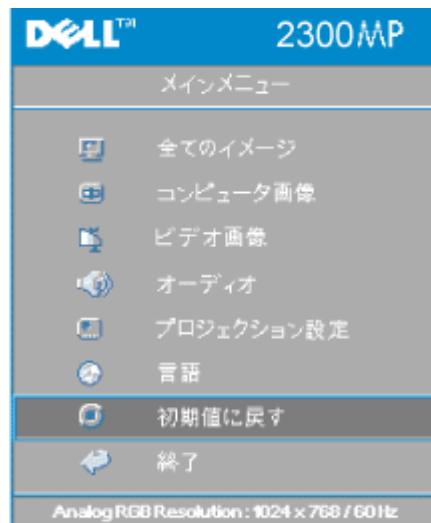 DELL™ 2300MP
メインメニュー
全てのイメージ
コンピュータ画像
ビデオ画像
オーディオ
プロジェクション設定
言語
初期値に戻す
終了
Analog RGB Resolution : 1024 x 768 / 60 Hz